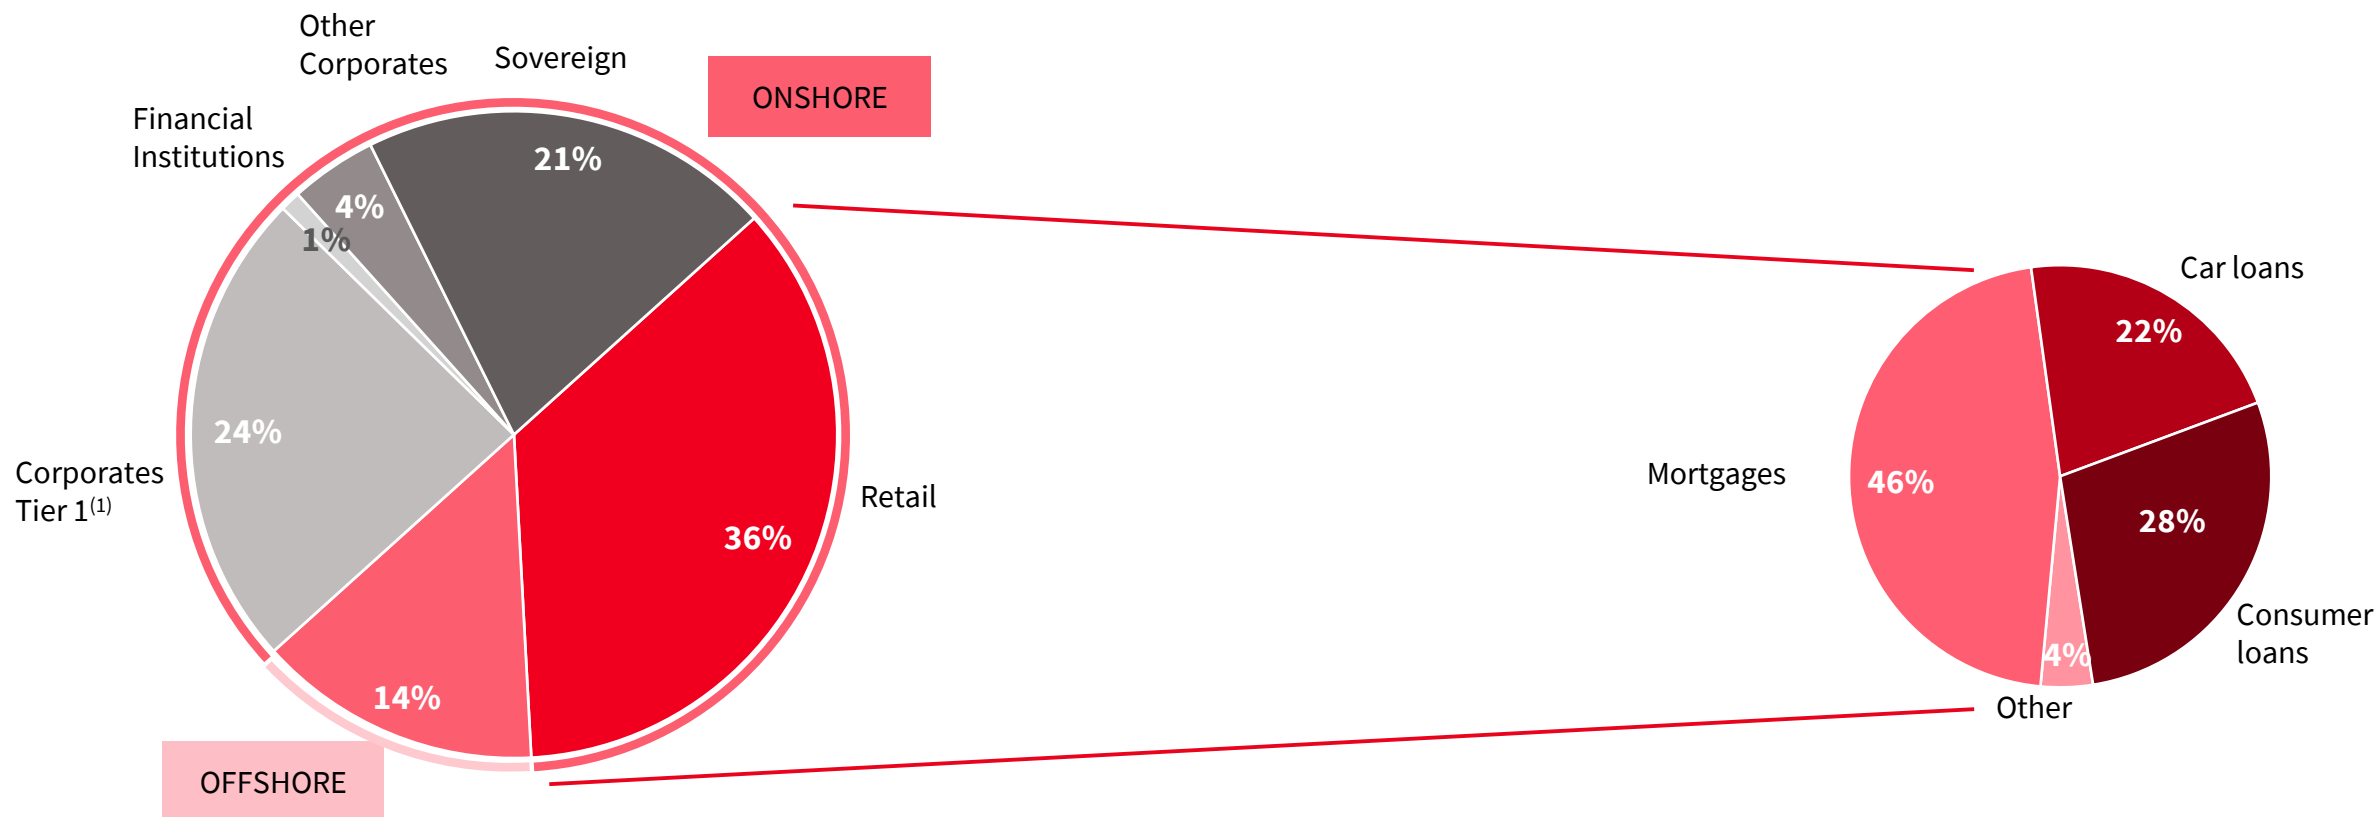 Other
Corporates
Sovereign
ONSHORE
Financial
Institutions
21%
4%
1%
24%
Corporates
Tier 1(1)
Retail
36%
14%
OFFSHORE
Car loans
22%
Mortgages
46%
28%
Consumer
loans
4%
Other